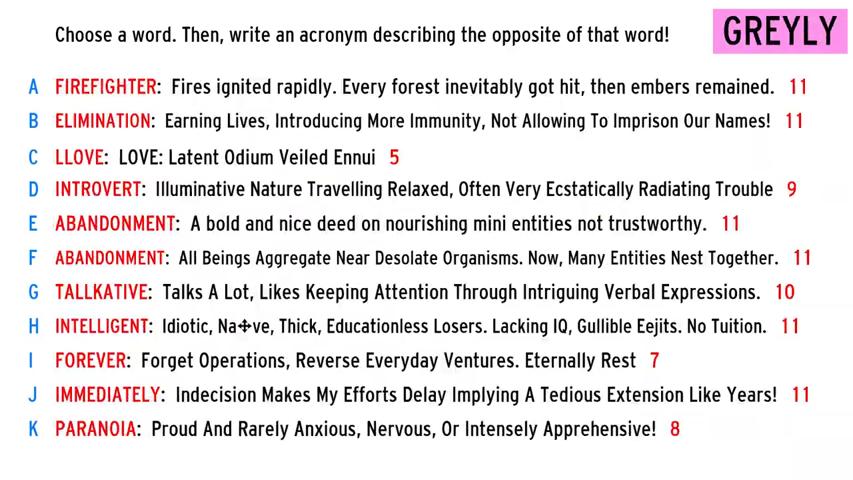 Choose a word. Then, write an acronym describing the opposite of that word!
GREYLY
A FIREFIGHTER: Fires ignited rapidly. Every forest inevitably got hit, then embers remained. 11
B ELIMINATION: Earning Lives, Introducing More Immunity, Not Allowing To Imprison Our Names! 11
C LLOVE: LOVE: Latent Odium Veiled Ennui 5
D INTROVERT: Illuminative Nature Travelling Relaxed, Often Very Ecstatically Radiating Trouble 9
E ABANDONMENT: A bold and nice deed on nourishing mini entities not trustworthy. 11
F ABANDONMENT: All Beings Aggregate Near Desolate Organisms. Now, Many Entities Nest Together. 11
G TALLKATIVE: Talks A Lot, Likes Keeping Attention Through Intriguing Verbal Expressions. 10
H INTELLIGENT: Idiotic, Na✢ve, Thick, Educationless Losers. Lacking IQ, Gullible Eejits. No Tuition. 11
I FOREVER: Forget Operations, Reverse Everyday Ventures. Eternally Rest 7
J IMMEDIATELY: Indecision Makes My Efforts Delay Implying A Tedious Extension Like Years! 11
K PARANOIA: Proud And Rarely Anxious, Nervous, Or Intensely Apprehensive! 8